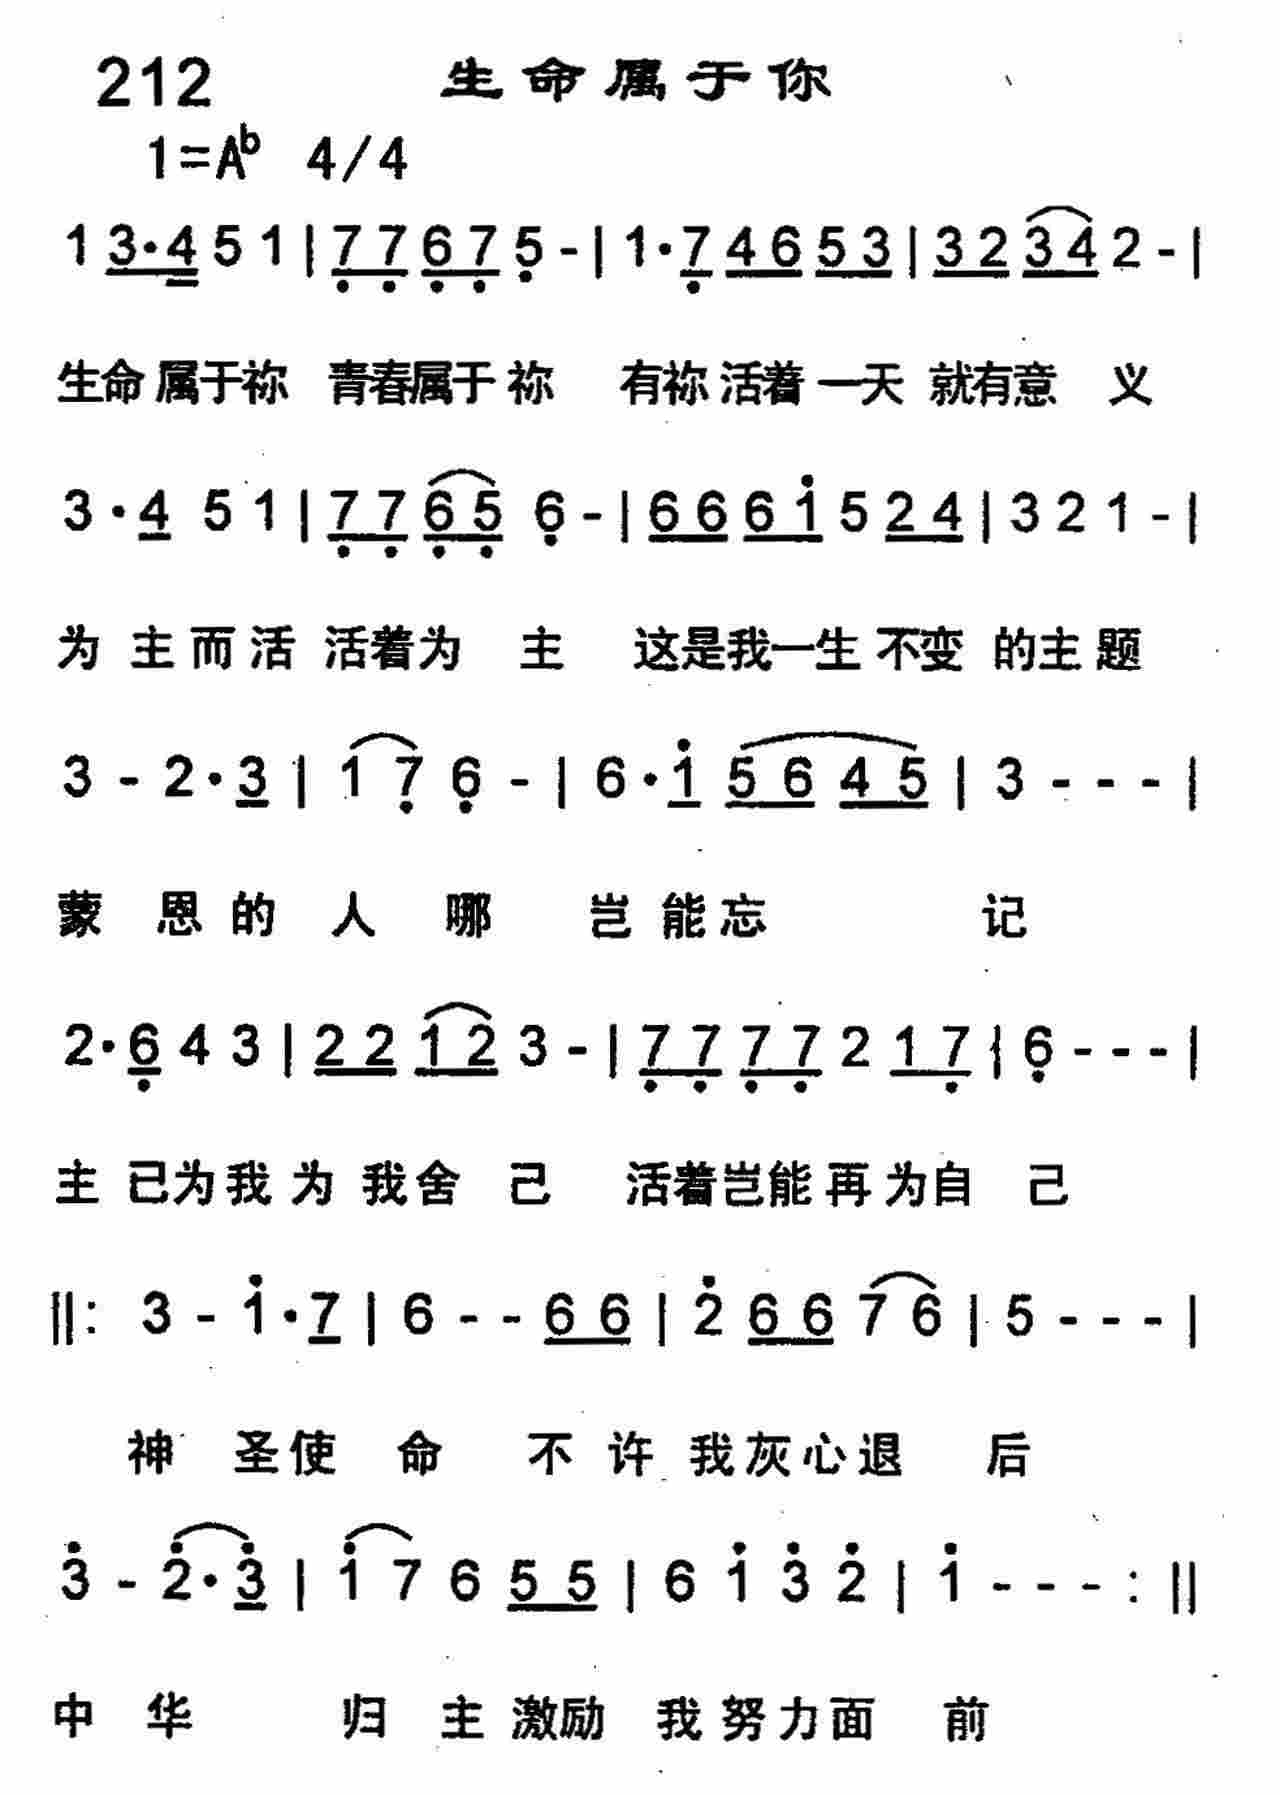 212 生命属于你
1=A♭ 4/4
1 3·4 5 1 | 7̣ 7̣ 6̣ 7̣ 5̣ - | 1·7̣ 4 6 5 3 | 3 2 3 4 2 - |
生命属于祢 青春属于祢 有祢活着一天 就有意 义
3·4 5 1 | 7̣ 7̣ 6̣ 5̣ 6̣ - | 6 6 6 1̇ 5 2 4 | 3 2 1 - |
为 主而活 活着为 主 这是我一生 不变 的主题
3 - 2·3 | 1 7̣ 6̣ - | 6·1̇ 5 6 4 5 | 3 - - - |
蒙 恩的 人 哪 岂 能忘 记
2·6̣ 4 3 | 2 2 1 2 3 - | 7̣ 7̣ 7̣ 7̣ 2 1 7̣ | 6̣ - - - |
主 已为我为 我舍 己 活着岂能再为自 己
‖: 3 - 1̇·7 | 6 - - 6 6 | 2̇ 6 6 7 6 | 5 - - - |
神 圣使 命 不许 我灰心退 后
3̇ - 2̇·3̇ | 1̇ 7 6 5 5 | 6 1̇ 3̇ 2̇ | 1̇ - - - :‖
中 华 归 主 激励 我努力面 前